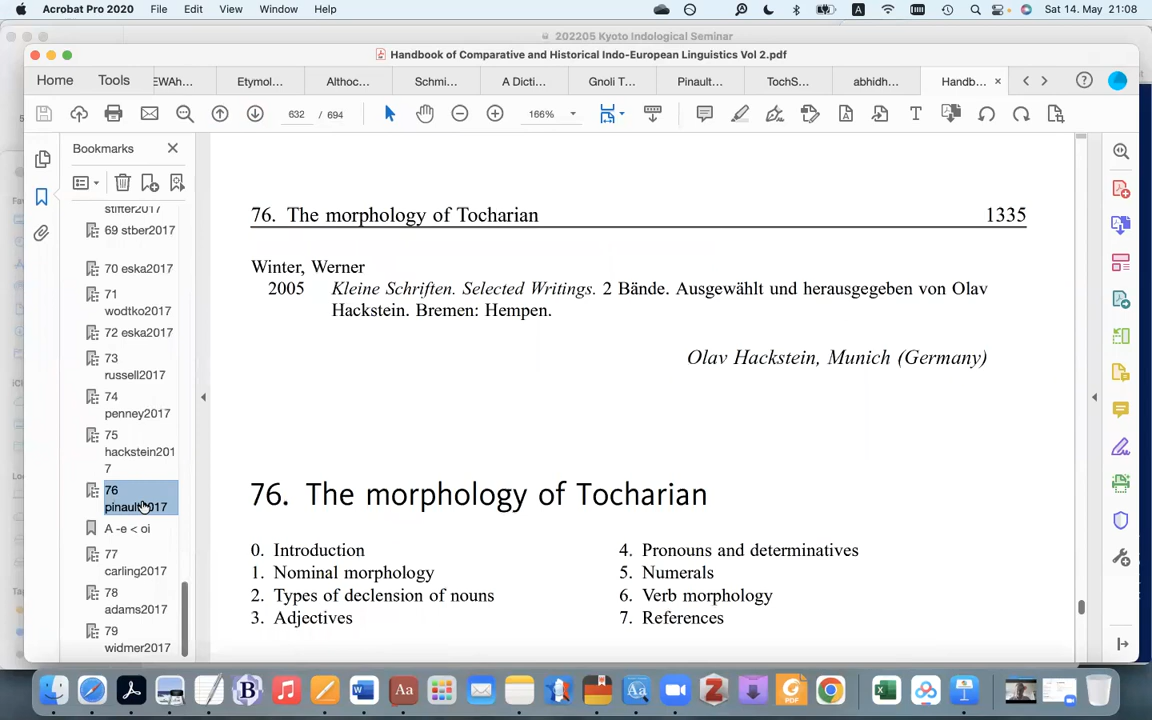 Acrobat Pro 2020 File Edit View Window Help A Sat 14. May 21:08
202205 Kyoto Indological Seminar
Handbook of Comparative and Historical Indo-European Linguistics Vol 2.pdf
Home Tools EWAh... Etymol... Althoc... Schmi... A Dicti... Gnoli T... Pinault... TochS... abhidh... Handb... ×
632 / 694 166%
Bookmarks
stifter2017
69 stber2017
70 eska2017
71
wodtko2017
72 eska2017
73
russell2017
74
penney2017
75
hackstein201
7
76
A -e < oi
77
carling2017
78
adams2017
79
widmer2017
76. The morphology of Tocharian 1335
Winter, Werner
2005 Kleine Schriften. Selected Writings. 2 Bände. Ausgewählt und herausgegeben von Olav
Hackstein. Bremen: Hempen.
Olav Hackstein, Munich (Germany)
76. The morphology of Tocharian
0. Introduction
1. Nominal morphology
2. Types of declension of nouns
3. Adjectives
4. Pronouns and determinatives
5. Numerals
6. Verb morphology
7. References